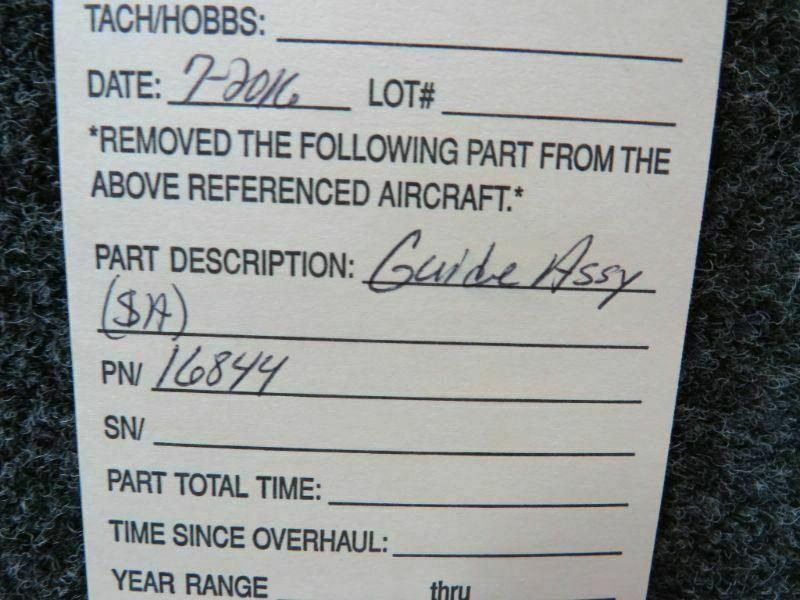 TACH/HOBBS:
DATE: 7-2016 LOT#
*REMOVED THE FOLLOWING PART FROM THE
ABOVE REFERENCED AIRCRAFT.*
PART DESCRIPTION: Guide Assy
($A)
PN/ 16844
SN/
PART TOTAL TIME:
TIME SINCE OVERHAUL:
YEAR RANGE thru